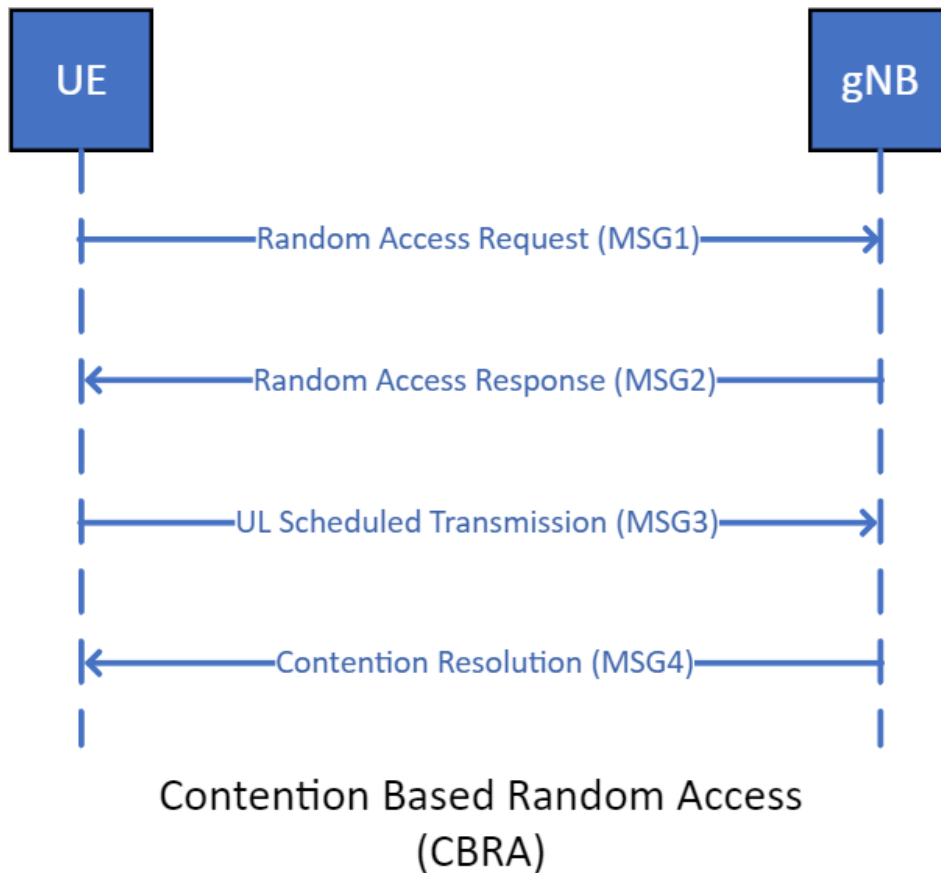 UE
gNB
Random Access Request (MSG1)
Random Access Response (MSG2)
UL Scheduled Transmission (MSG3)
Contention Resolution (MSG4)
Contention Based Random Access
(CBRA)